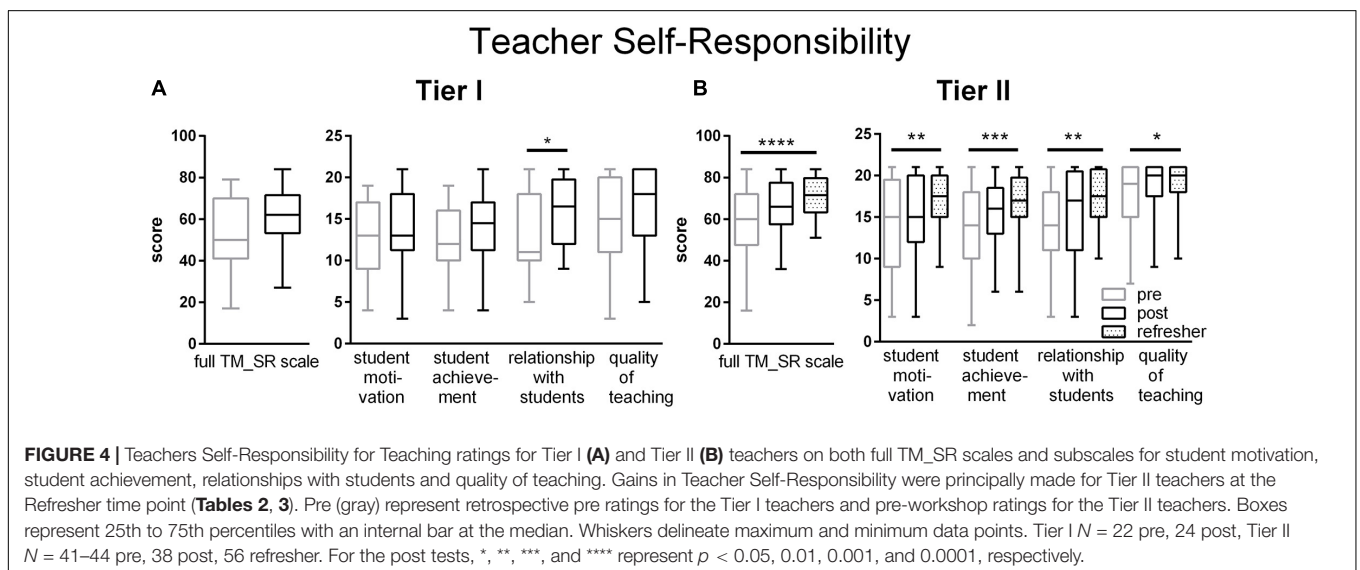 Teacher Self-Responsibility
A
Tier I
score
100
80
60
40
20
0
full TM_SR scale
25
20
15
10
5
0
*
student
moti-
vation
student
achieve-
ment
relationship
with
students
quality
of
teaching
B
Tier II
score
100
80
60
40
20
0
****
full TM_SR scale
25
20
15
10
5
0
**
***
**
*
pre
post
refresher
student
moti-
vation
student
achieve-
ment
relationship
with
students
quality
of
teaching
FIGURE 4 | Teachers Self-Responsibility for Teaching ratings for Tier I (A) and Tier II (B) teachers on both full TM_SR scales and subscales for student motivation,
student achievement, relationships with students and quality of teaching. Gains in Teacher Self-Responsibility were principally made for Tier II teachers at the
Refresher time point (Tables 2, 3). Pre (gray) represent retrospective pre ratings for the Tier I teachers and pre-workshop ratings for the Tier II teachers. Boxes
represent 25th to 75th percentiles with an internal bar at the median. Whiskers delineate maximum and minimum data points. Tier I N = 22 pre, 24 post, Tier II
N = 41–44 pre, 38 post, 56 refresher. For the post tests, *, **, ***, and **** represent p < 0.05, 0.01, 0.001, and 0.0001, respectively.